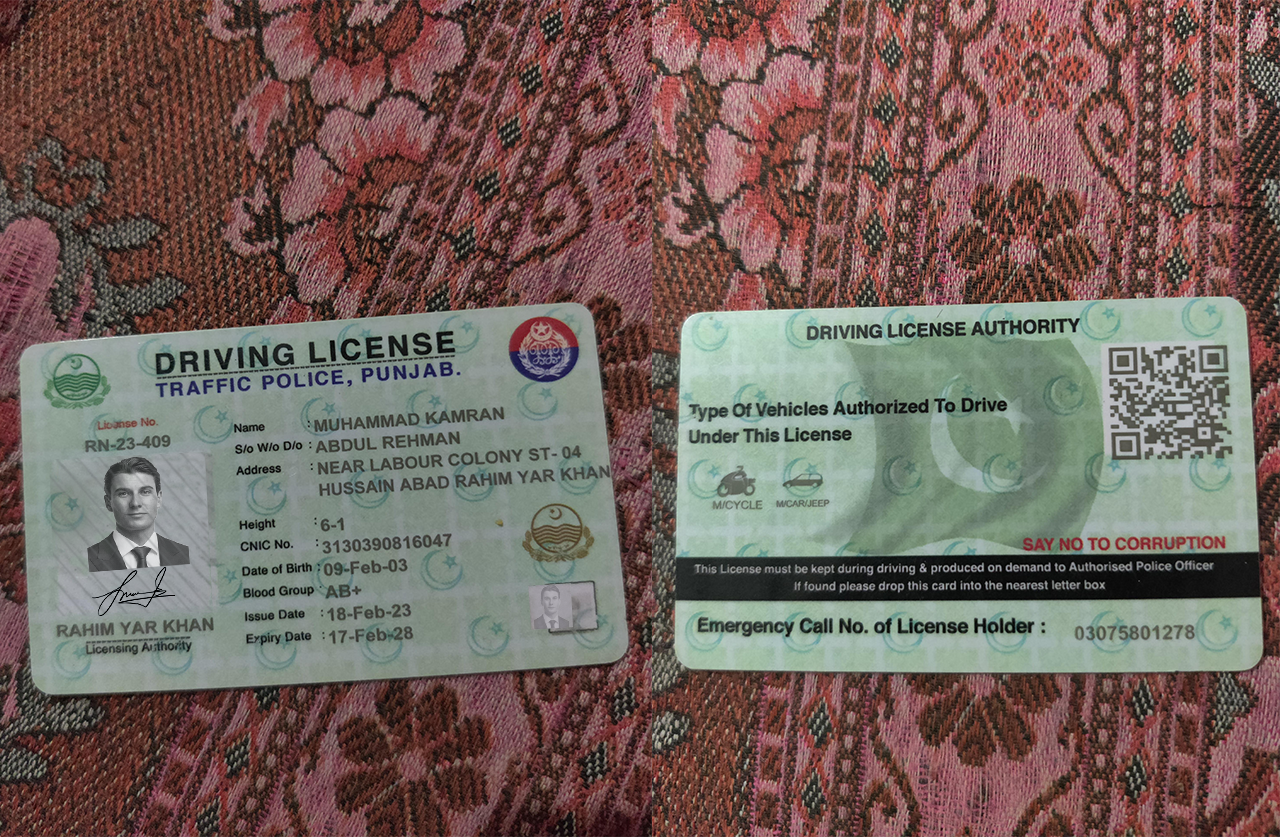 DRIVING LICENSE
TRAFFIC POLICE, PUNJAB.
License No.
RN-23-409
Name : MUHAMMAD KAMRAN
S/o W/o D/o : ABDUL REHMAN
Address : NEAR LABOUR COLONY ST- 04
HUSSAIN ABAD RAHIM YAR KHAN
Height : 6-1
CNIC No. : 3130390816047
Date of Birth : 09-Feb-03
Blood Group : AB+
Issue Date : 18-Feb-23
Expiry Date : 17-Feb-28
RAHIM YAR KHAN
Licensing Authority
DRIVING LICENSE AUTHORITY
Type Of Vehicles Authorized To Drive
Under This License
M/CYCLE M/CAR/JEEP
SAY NO TO CORRUPTION
This License must be kept during driving & produced on demand to Authorised Police Officer
If found please drop this card into the nearest letter box
Emergency Call No. of License Holder : 03075801278